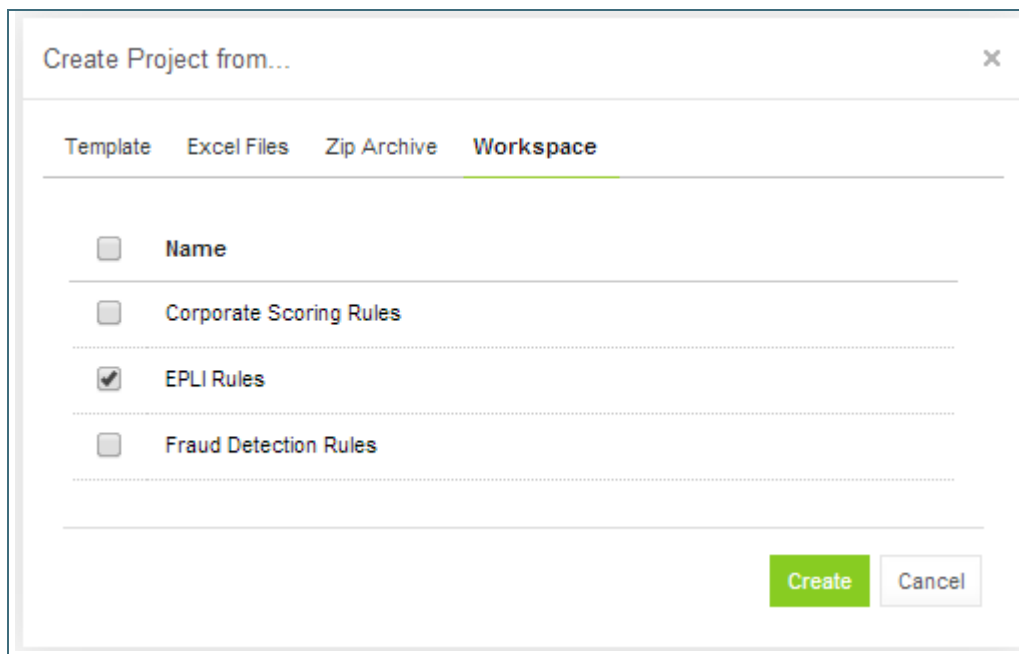 Create Project from...
Template Excel Files Zip Archive Workspace
Name
Corporate Scoring Rules
EPLI Rules
Fraud Detection Rules
Create Cancel